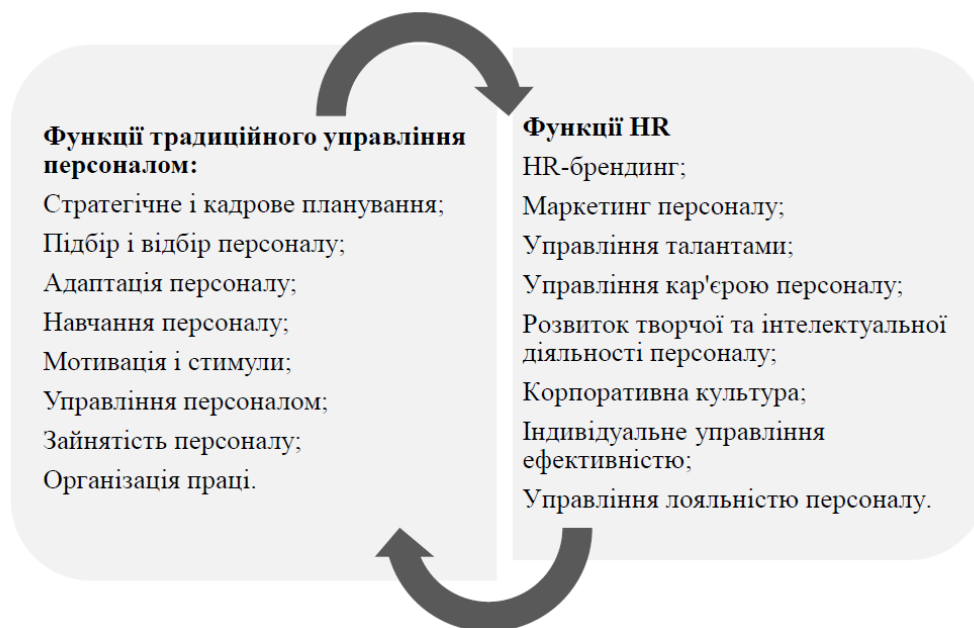 Функції традиційного управління
персоналом:
Стратегічне і кадрове планування;
Підбір і відбір персоналу;
Адаптація персоналу;
Навчання персоналу;
Мотивація і стимули;
Управління персоналом;
Зайнятість персоналу;
Організація праці.
Функції HR
HR-брендинг;
Маркетинг персоналу;
Управління талантами;
Управління кар'єрою персоналу;
Розвиток творчої та інтелектуальної
діяльності персоналу;
Корпоративна культура;
Індивідуальне управління
ефективністю;
Управління лояльністю персоналу.